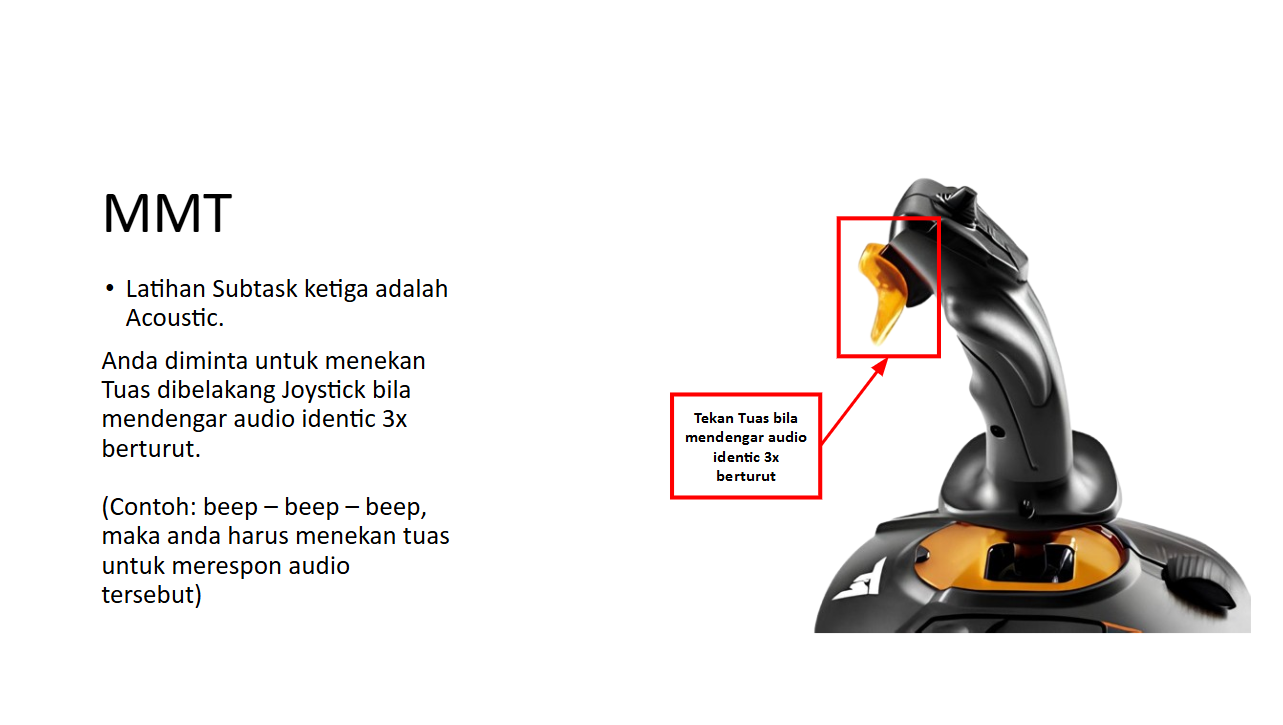 MMT
• Latihan Subtask ketiga adalah
Acoustic.
Anda diminta untuk menekan
Tuas dibelakang Joystick bila
mendengar audio identic 3x
berturut.
(Contoh: beep – beep – beep,
maka anda harus menekan tuas
untuk merespon audio
tersebut)
Tekan Tuas bila
mendengar audio
identic 3x
berturut